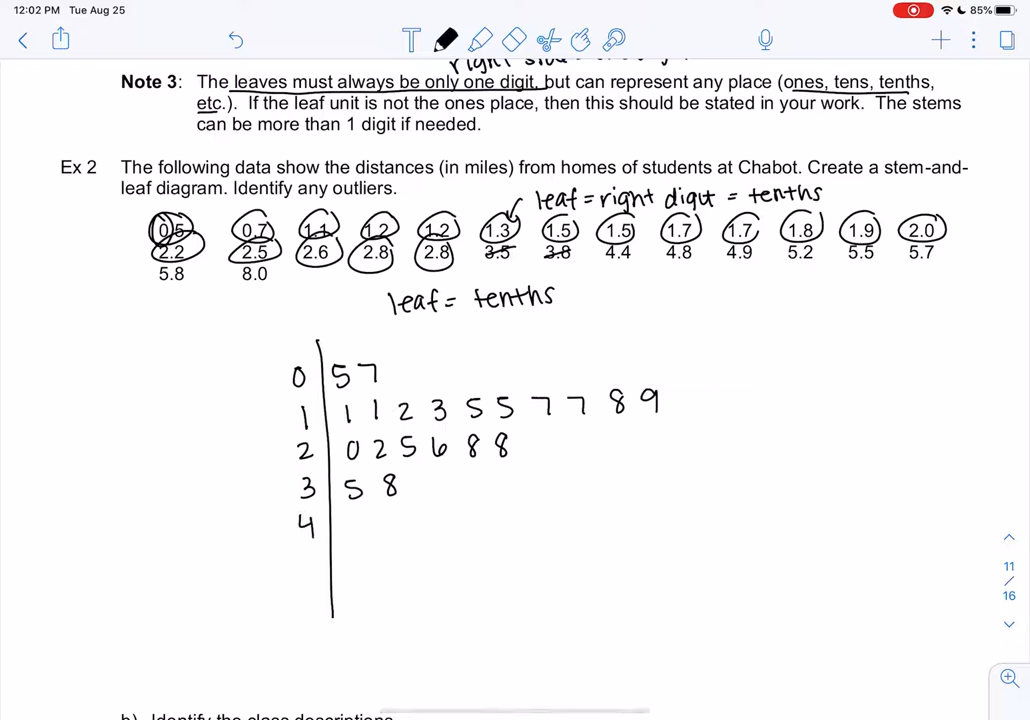 12:02 PM Tue Aug 25
85%
Note 3: The leaves must always be only one digit, but can represent any place (ones, tens, tenths,
etc.). If the leaf unit is not the ones place, then this should be stated in your work. The stems
can be more than 1 digit if needed.
Ex 2 The following data show the distances (in miles) from homes of students at Chabot. Create a stem-and-
leaf diagram. Identify any outliers.
leaf = right digit = tenths
0.5 0.7 1.1 1.2 1.2 1.3 1.5 1.5 1.7 1.7 1.8 1.9 2.0
2.2 2.5 2.6 2.8 2.8 3.5 3.8 4.4 4.8 4.9 5.2 5.5 5.7
5.8 8.0
leaf = tenths
0 5 7
1 1 1 2 3 5 5 7 7 8 9
2 0 2 5 6 8 8
3 5 8
4
11
/
16
b) Identify the class descriptions